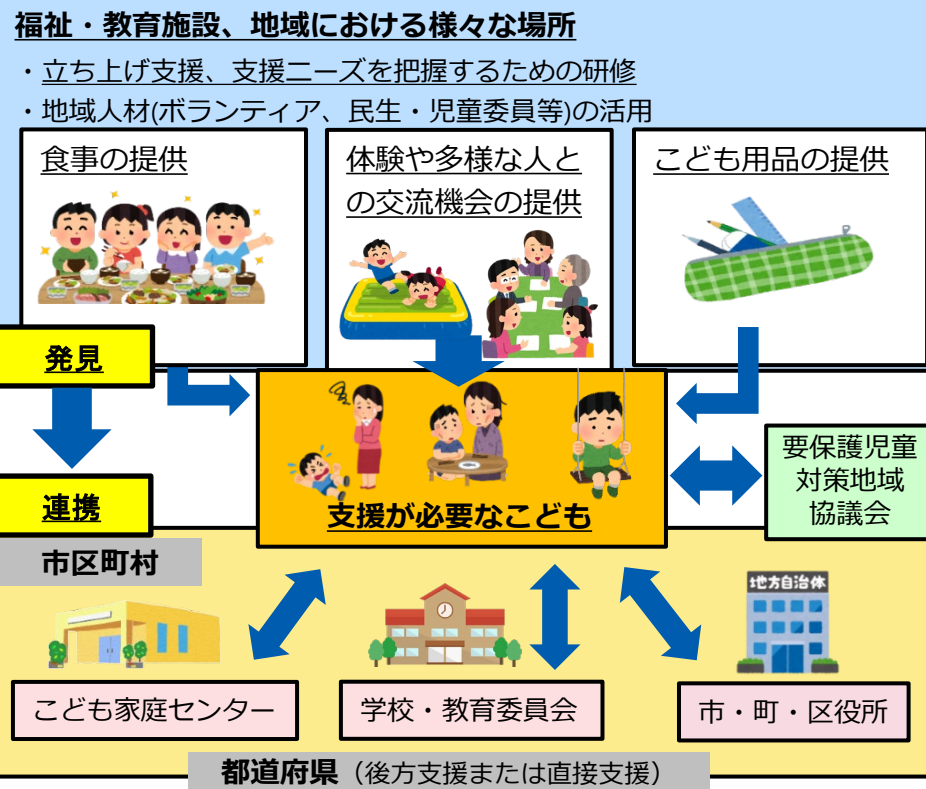 福祉・教育施設、地域における様々な場所
・立ち上げ支援、支援ニーズを把握するための研修
・地域人材(ボランティア、民生・児童委員等)の活用
食事の提供
体験や多様な人と
の交流機会の提供
こども用品の提供
発見
連携
支援が必要なこども
要保護児童
対策地域
協議会
市区町村
地方自治体
こども家庭センター
学校・教育委員会
市・町・区役所
都道府県（後方支援または直接支援）